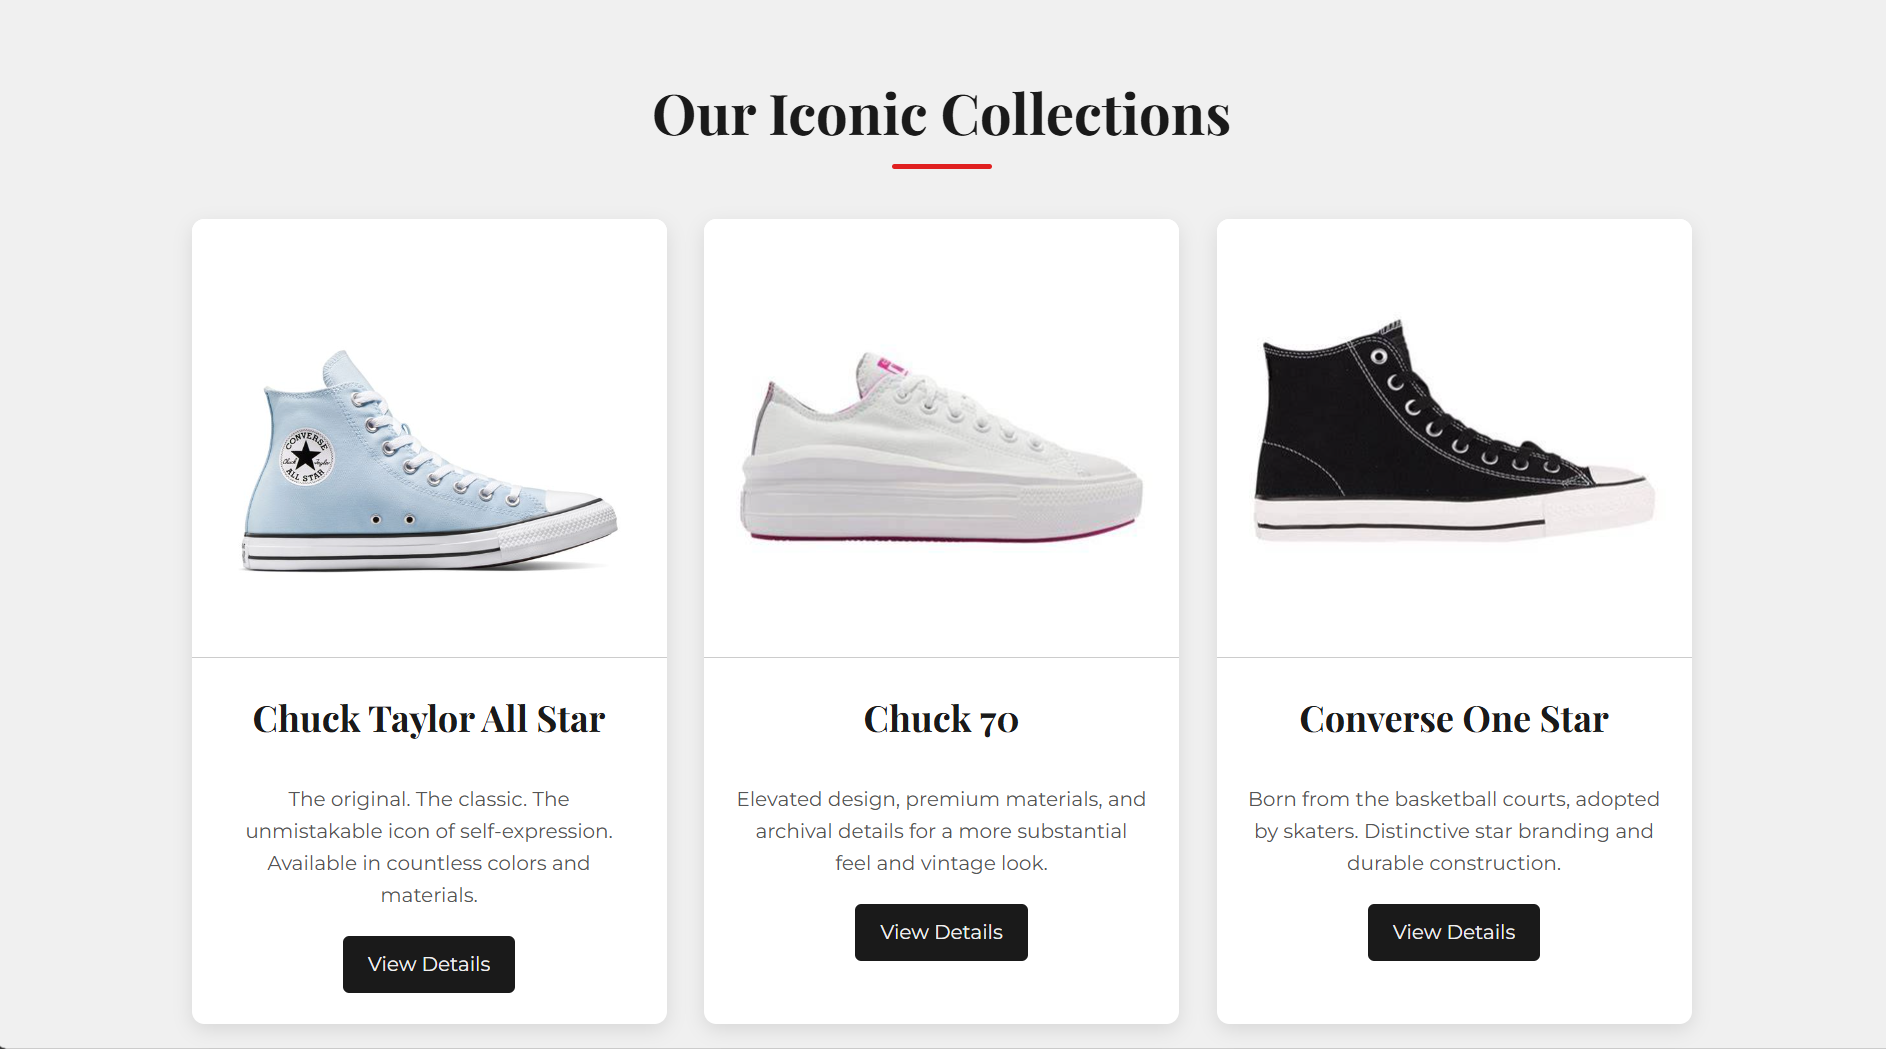 Our Iconic Collections
CONVERSE
Chuck Taylor
ALL STAR
Chuck Taylor All Star
The original. The classic. The
unmistakable icon of self-expression.
Available in countless colors and
materials.
View Details
Chuck 70
Elevated design, premium materials, and
archival details for a more substantial
feel and vintage look.
View Details
Converse One Star
Born from the basketball courts, adopted
by skaters. Distinctive star branding and
durable construction.
View Details